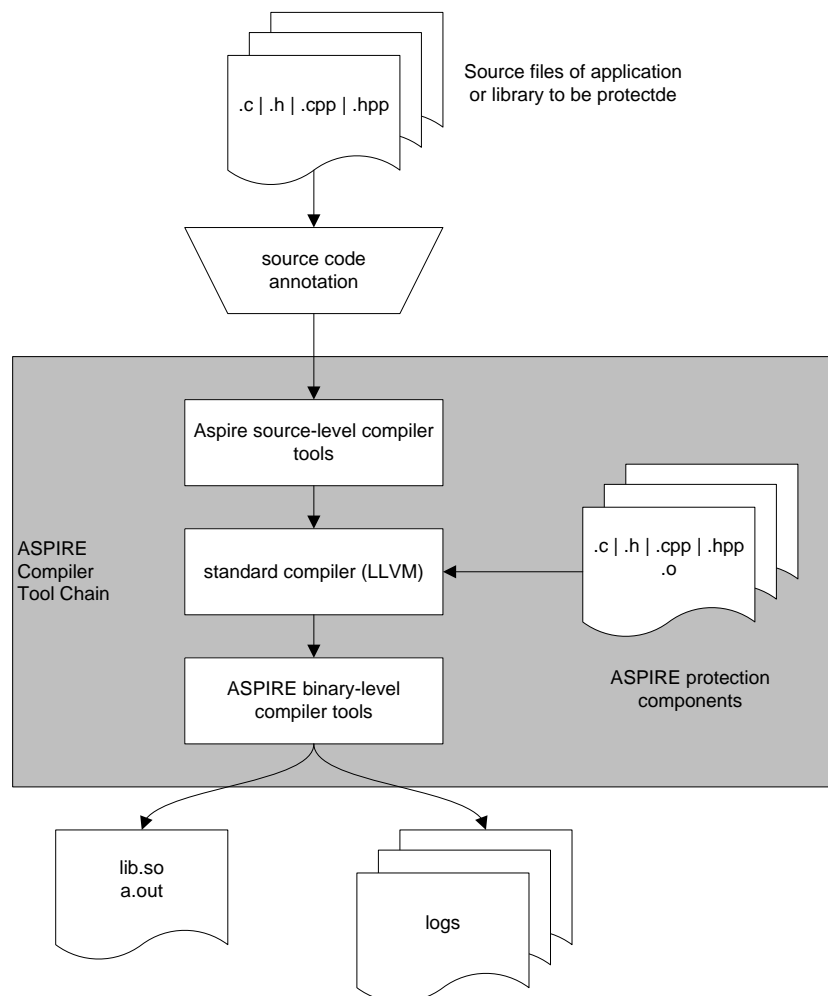 Source files of application
or library to be protectde
.c | .h | .cpp | .hpp
source code
annotation
Aspire source-level compiler
tools
ASPIRE
Compiler
Tool Chain
standard compiler (LLVM)
.c | .h | .cpp | .hpp
.o
ASPIRE protection
components
ASPIRE binary-level
compiler tools
lib.so
a.out
logs